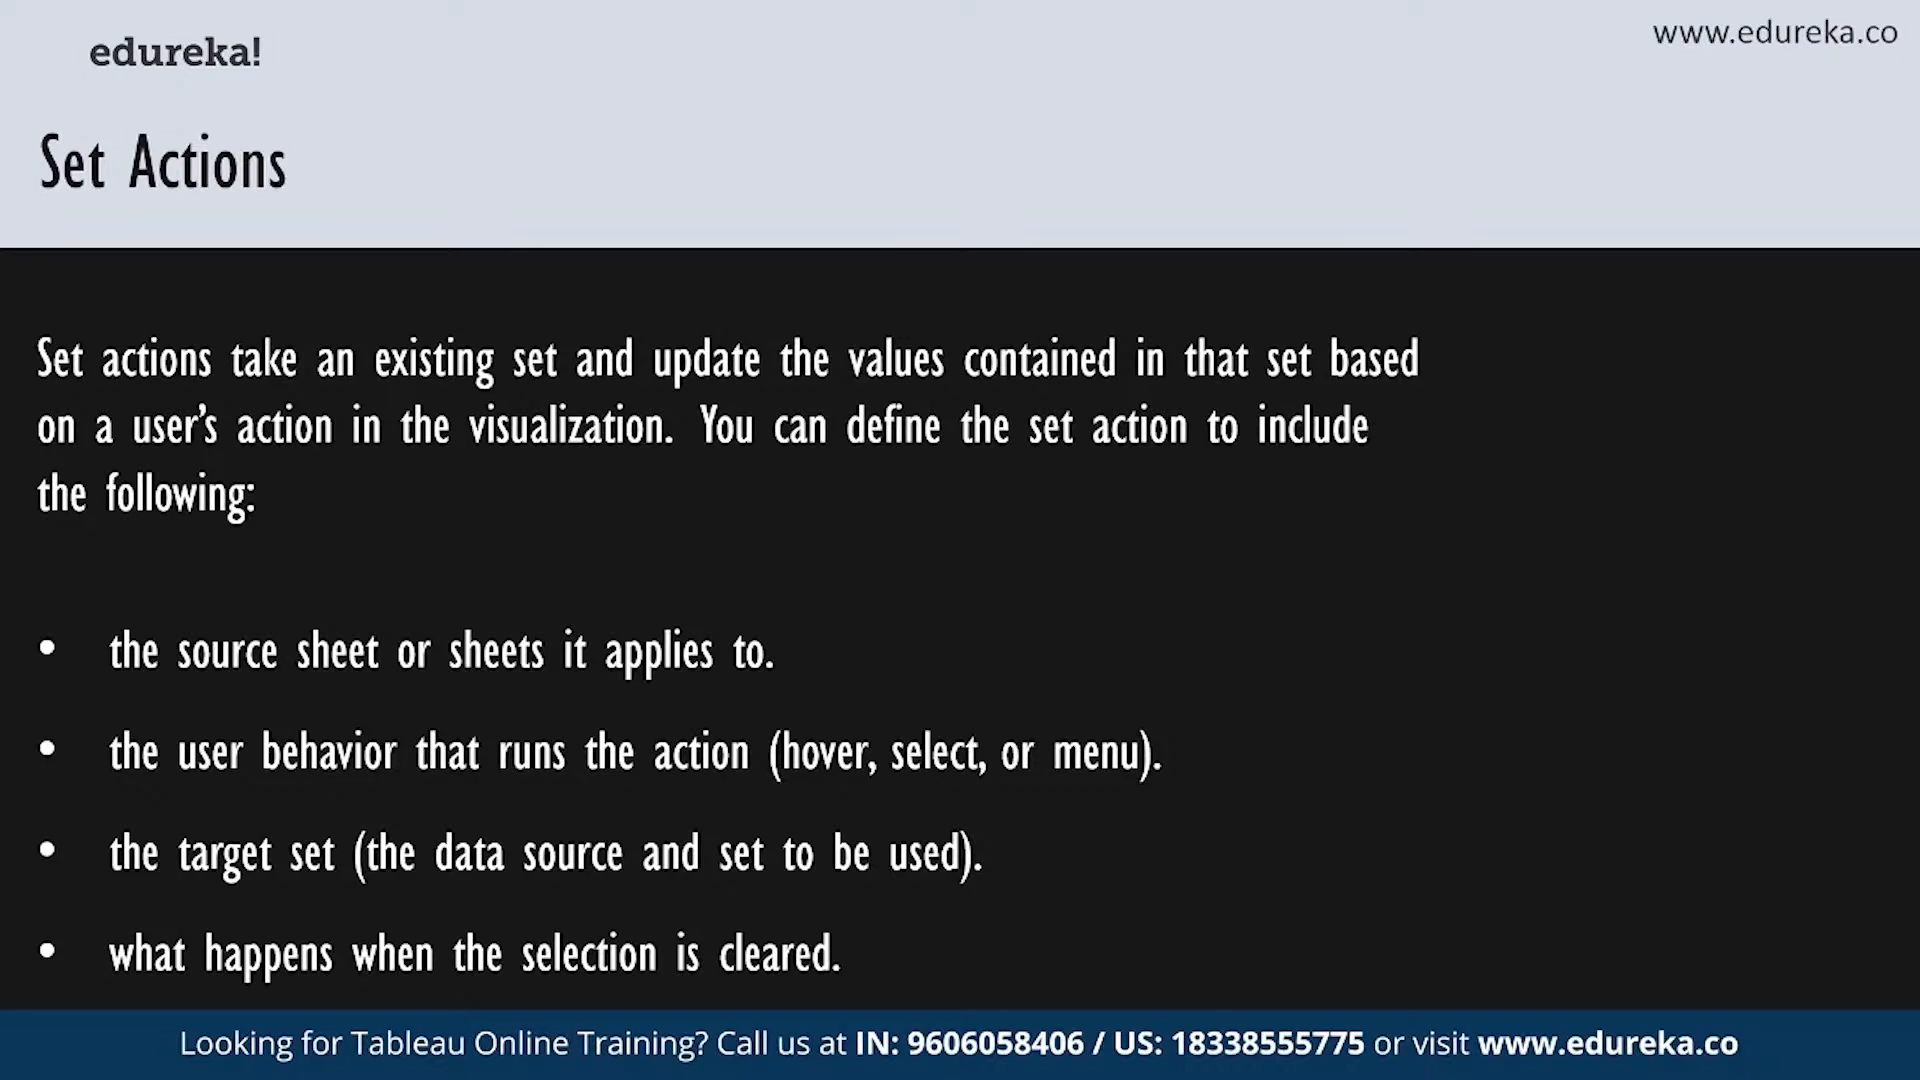 edureka!
www.edureka.co
Set Actions
Set actions take an existing set and update the values contained in that set based
on a user’s action in the visualization. You can define the set action to include
the following:
• the source sheet or sheets it applies to.
• the user behavior that runs the action (hover, select, or menu).
• the target set (the data source and set to be used).
• what happens when the selection is cleared.
Looking for Tableau Online Training? Call us at IN: 9606058406 / US: 18338555775 or visit www.edureka.co